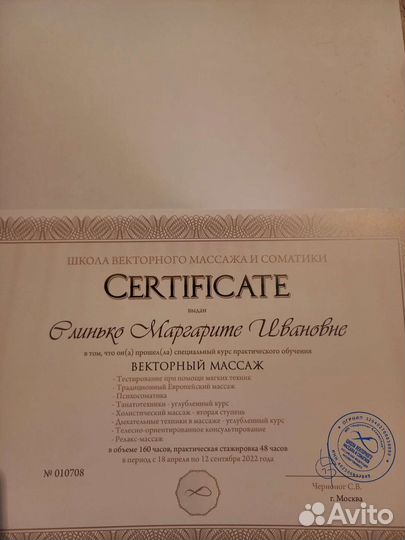 ШКОЛА ВЕКТОРНОГО МАССАЖА И СОМАТИКИ
CERTIFICATE
выдан
Слинько Маргарите Ивановне
в том, что он(а) прошел(ла) специальный курс практического обучения
ВЕКТОРНЫЙ МАССАЖ
- Тестирование при помощи мягких техник
- Традиционный Европейский массаж
- Психосоматика
- Танатотехники - углубленный курс
- Холистический массаж - вторая ступень
- Дыхательные техники в массаже - углубленный курс
- Телесно-ориентированное консультирование
- Релакс-массаж
в объеме 160 часов, практическая стажировка 48 часов
в период с 18 апреля по 12 сентября 2022 года
№ 010708
Черниог С.В.
г. Москва
Avito